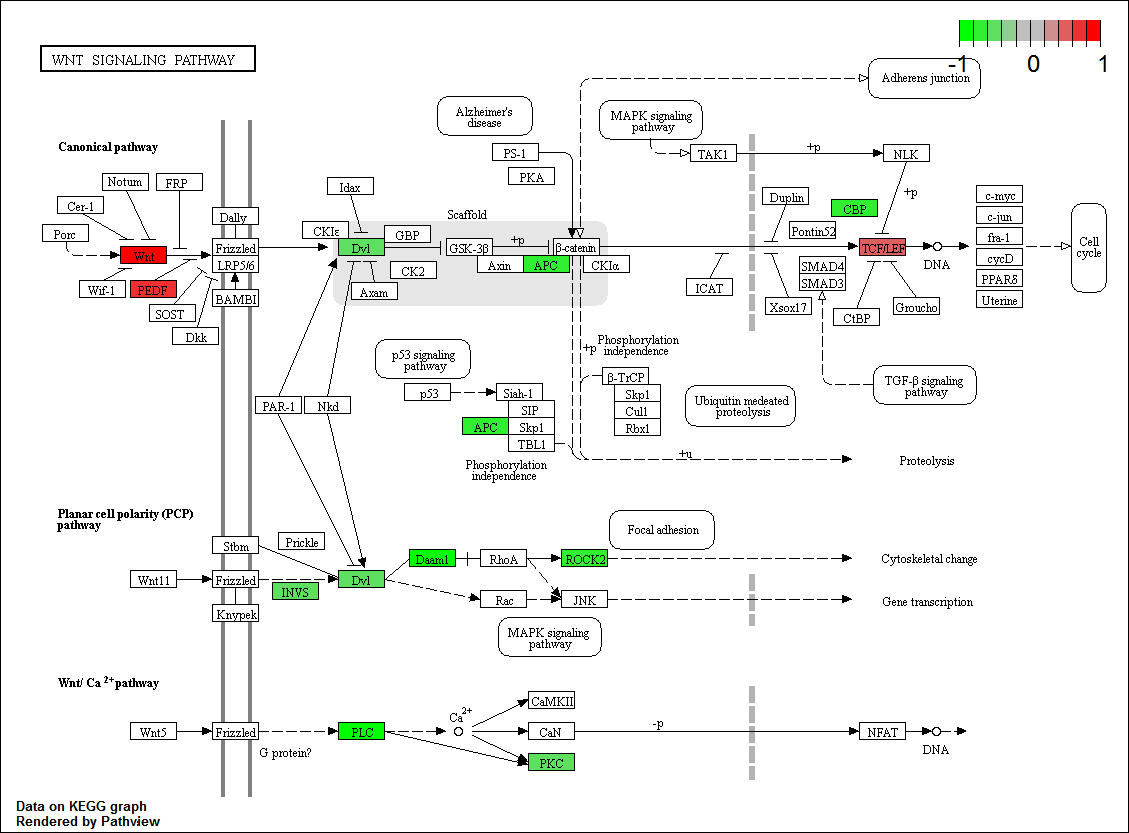 WNT SIGNALING PATHWAY
-1 0 1
Adherens junction
Alzheimer's
disease
MAPK signaling
pathway
Canonical pathway
PS-1
TAK1
+p
NLK
PKA
Notum
FRP
Cer-1
Idax
Duplin
+p
c-myc
Porc
Dally
Scaffold
CBP
c-jun
CKIε
GBP
Pontin52
fra-1
Cell
cycle
Wnt
Frizzled
Dvl
GSK-3β
+p
β-catenin
TCF/LEF
DNA
cycD
LRP5/6
CK2
Axin
APC
CKIα
SMAD4
SMAD3
PPARδ
Wif-1
PEDF
BAMBI
Axam
ICAT
Uterine
SOST
Xsox17
CtBP
Groucho
Dkk
p53 signaling
pathway
+p
Phosphorylation
independence
β-TrCP
Skp1
Cul1
Rbx1
TGF-β signaling
pathway
p53
Siah-1
SIP
APC
Skp1
TBL1
Ubiquitin medeated
proteolysis
PAR-1
Nkd
Phosphorylation
independence
+u
Proteolysis
Planar cell polarity (PCP)
pathway
Focal adhesion
Stbm
Prickle
Daam1
RhoA
ROCK2
Cytoskeletal change
Wnt11
Frizzled
INVS
Dvl
Rac
JNK
Gene transcription
Knypek
MAPK signaling
pathway
Wnt/ Ca 2+ pathway
CaMKII
Ca2+
Wnt5
Frizzled
PLC
CaN
-p
NFAT
DNA
G protein?
PKC
Data on KEGG graph
Rendered by Pathview